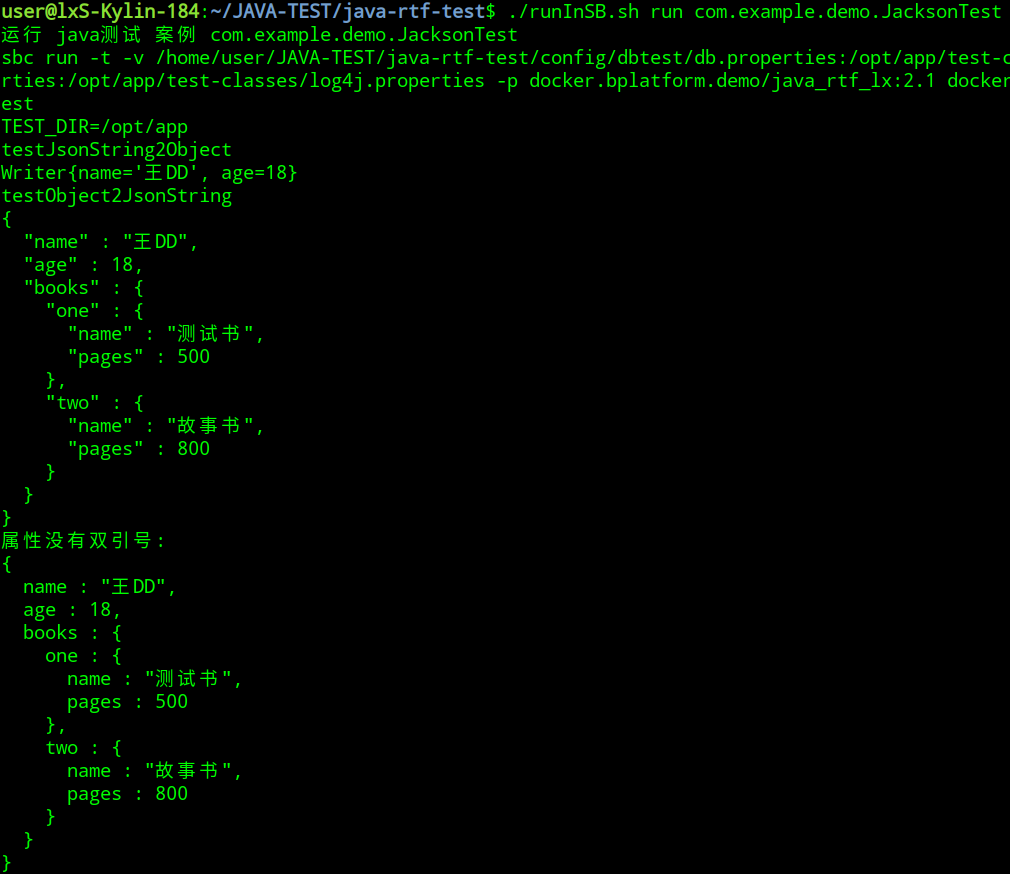 user@lxS-Kylin-184:~/JAVA-TEST/java-rtf-test$ ./runInSB.sh run com.example.demo.JacksonTest
运行 java测试 案例 com.example.demo.JacksonTest
sbc run -t -v /home/user/JAVA-TEST/java-rtf-test/config/dbtest/db.properties:/opt/app/test-c
rties:/opt/app/test-classes/log4j.properties -p docker.bplatform.demo/java_rtf_lx:2.1 docker
est
TEST_DIR=/opt/app
testJsonString2Object
Writer{name='王DD', age=18}
testObject2JsonString
{
  "name" : "王DD",
  "age" : 18,
  "books" : {
    "one" : {
      "name" : "测试书",
      "pages" : 500
    },
    "two" : {
      "name" : "故事书",
      "pages" : 800
    }
  }
}
属性没有双引号:
{
  name : "王DD",
  age : 18,
  books : {
    one : {
      name : "测试书",
      pages : 500
    },
    two : {
      name : "故事书",
      pages : 800
    }
  }
}